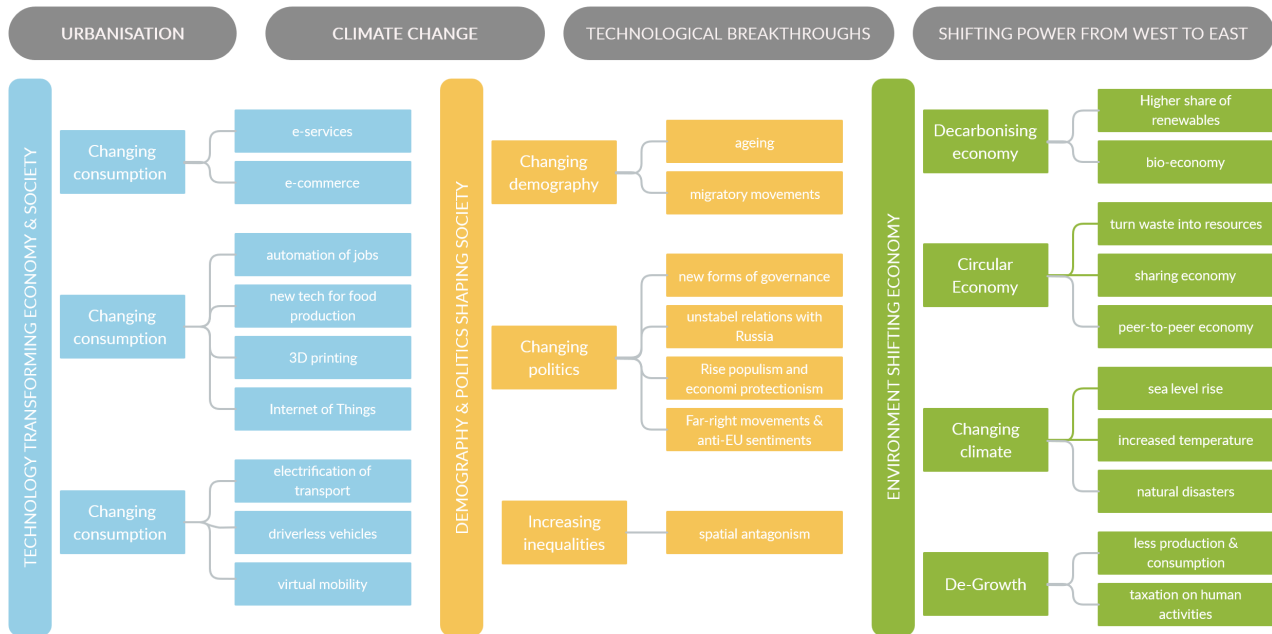 URBANISATION
CLIMATE CHANGE
TECHNOLOGICAL BREAKTHROUGHS
SHIFTING POWER FROM WEST TO EAST
TECHNOLOGY TRANSFORMING ECONOMY & SOCIETY
Changing
consumption
e-services
e-commerce
Changing
consumption
automation of jobs
new tech for food
production
3D printing
Internet of Things
Changing
consumption
electrification of
transport
driverless vehicles
virtual mobility
DEMOGRAPHY & POLITICS SHAPING SOCIETY
Changing
demography
ageing
migratory movements
Changing
politics
new forms of governance
unstabel relations with
Russia
Rise populism and
economi protectionism
Far-right movements &
anti-EU sentiments
Increasing
inequalities
spatial antagonism
ENVIRONMENT SHIFTING ECONOMY
Decarbonising
economy
Higher share of
renewables
bio-economy
Circular
Economy
turn waste into resources
sharing economy
peer-to-peer economy
Changing
climate
sea level rise
increased temperature
natural disasters
De-Growth
less production &
consumption
taxation on human
activities